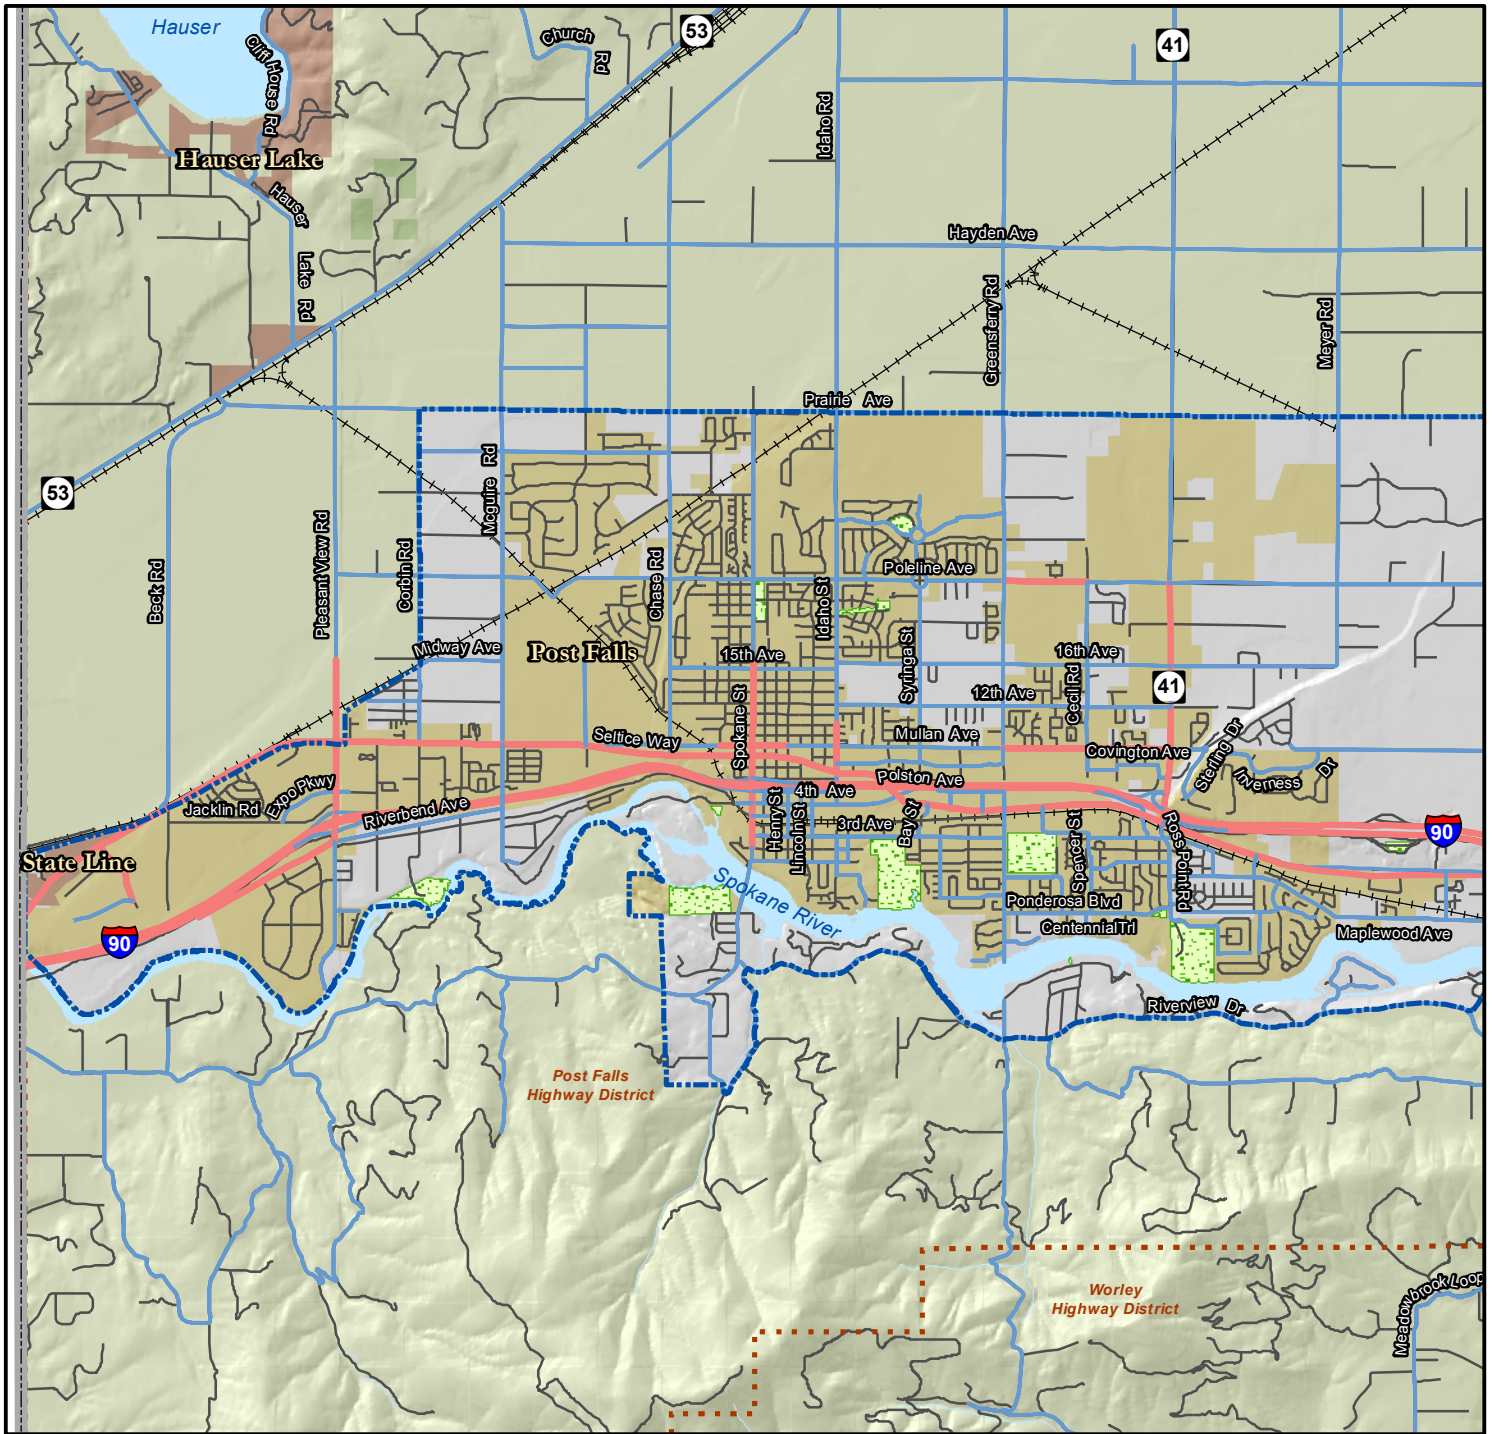 Hauser
53
41
Church
Rd
Cliff House Rd
Idaho Rd
Hauser Lake
Hauser
Lake
Rd
Hayden Ave
Greensferry Rd
Meyer Rd
Prairie Ave
53
Mcguire Rd
Beck Rd
Pleasant View Rd
Corbin Rd
Chase Rd
Poleline Ave
Idaho St
Midway Ave
Post Falls
15th Ave
Syringa St
16th Ave
Cecil Rd
12th Ave
41
Spokane St
Seltice Way
Mullan Ave
Covington Ave
Sterling Dr
Inverness Dr
Polston Ave
Expo Pkwy
Jacklin Rd
Riverbend Ave
4th Ave
Henry St
Lincoln St
3rd Ave
Bay St
Spencer St
Ross Point Rd
90
State Line
Spokane River
Ponderosa Blvd
Centennial Trl
Maplewood Ave
90
Riverview Dr
Post Falls
Highway District
Worley
Highway District
Meadowbrook Loop